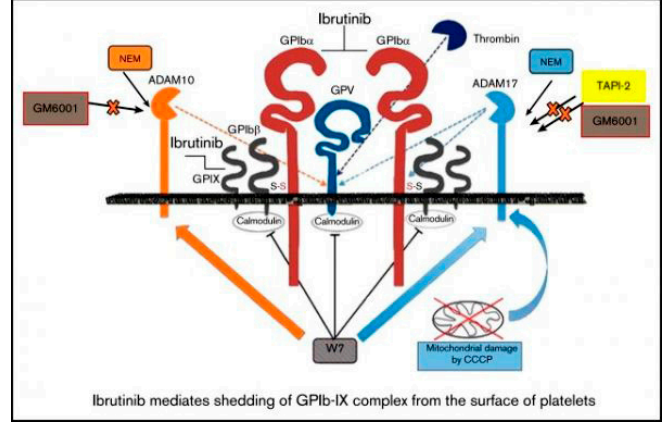 Ibrutinib
GPIbα
GPIbα
Thrombin
NEM
NEM
ADAM10
GPV
ADAM17
TAPI-2
GM6001
GM6001
GPIbβ
Ibrutinib
GPIX
S-S
S-S
Calmodulin
Calmodulin
Calmodulin
W7
Mitochondrial damage
by CCCP
Ibrutinib mediates shedding of GPIb-IX complex from the surface of platelets